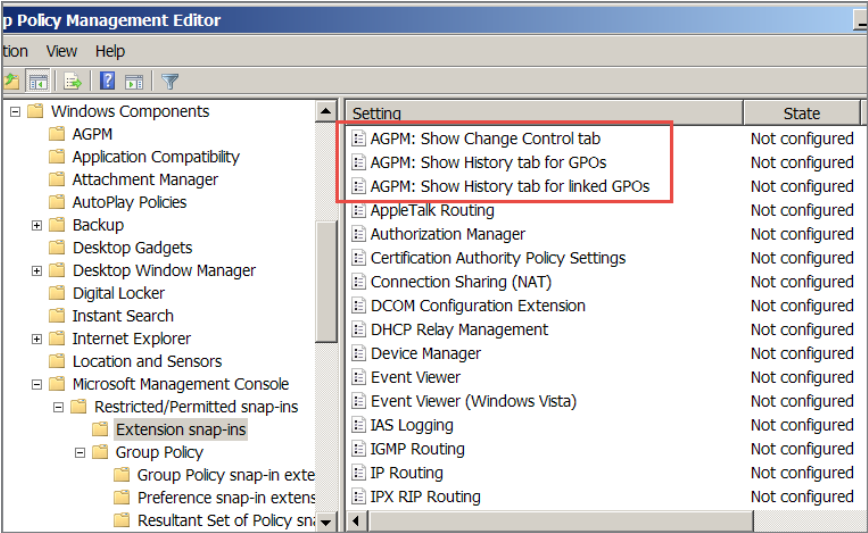 p Policy Management Editor
tion View Help
Windows Components
AGPM
Application Compatibility
Attachment Manager
AutoPlay Policies
Backup
Desktop Gadgets
Desktop Window Manager
Digital Locker
Instant Search
Internet Explorer
Location and Sensors
Microsoft Management Console
Restricted/Permitted snap-ins
Extension snap-ins
Group Policy
Group Policy snap-in exte
Preference snap-in extens
Resultant Set of Policy sna
Setting State
AGPM: Show Change Control tab Not configured
AGPM: Show History tab for GPOs Not configured
AGPM: Show History tab for linked GPOs Not configured
AppleTalk Routing Not configured
Authorization Manager Not configured
Certification Authority Policy Settings Not configured
Connection Sharing (NAT) Not configured
DCOM Configuration Extension Not configured
DHCP Relay Management Not configured
Device Manager Not configured
Event Viewer Not configured
Event Viewer (Windows Vista) Not configured
IAS Logging Not configured
IGMP Routing Not configured
IP Routing Not configured
IPX RIP Routing Not configured